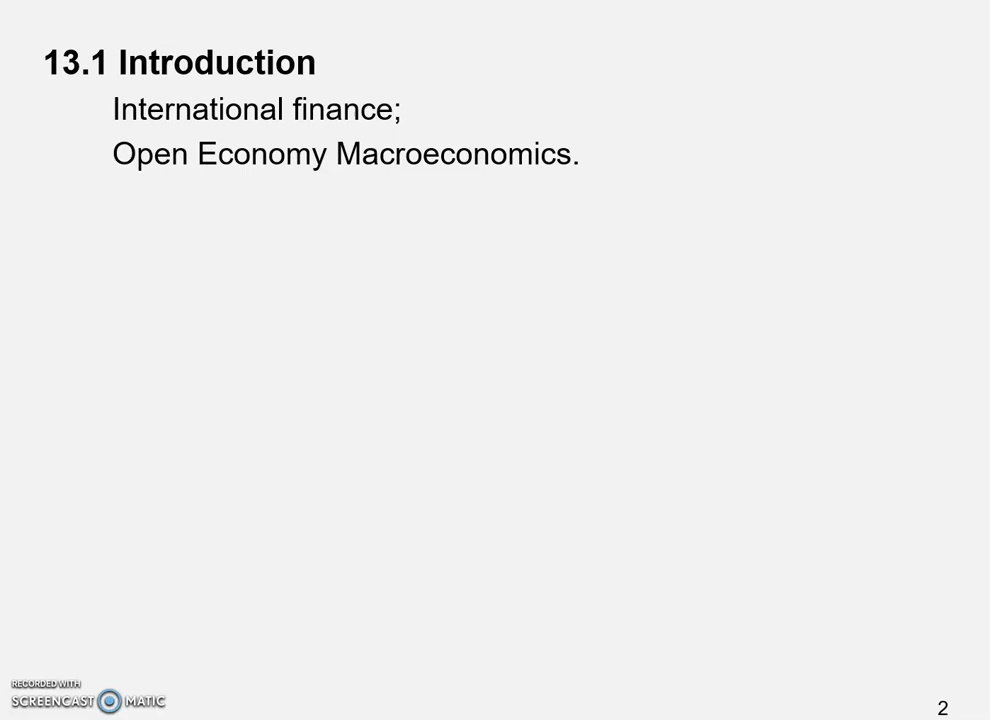 13.1 Introduction
International finance;
Open Economy Macroeconomics.
RECORDED WITH
SCREENCAST MATIC
2